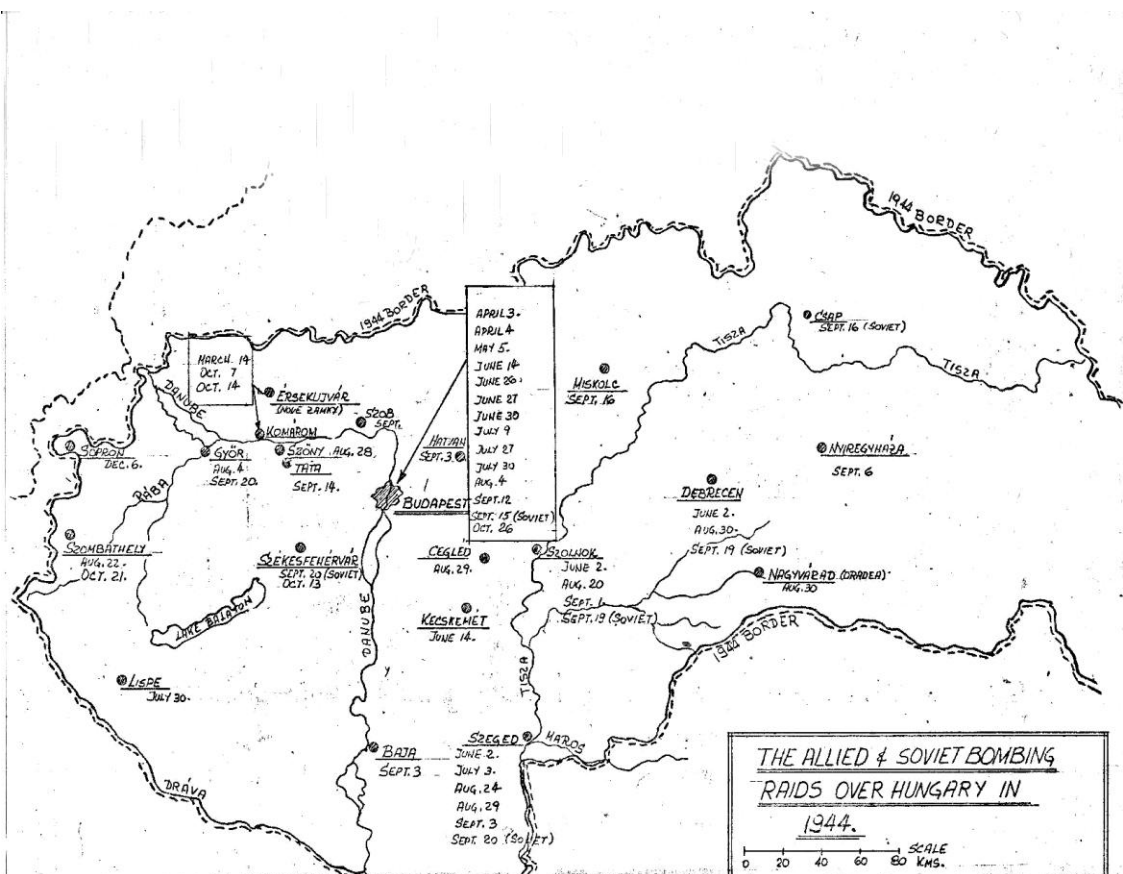 1944 BORDER
1944 BORDER
APRIL 3.
APRIL 4
MAY 5.
JUNE 14
JUNE 26.
JUNE 27
JUNE 30
JULY 9
JULY 27
JULY 30
AUG. 4
SEPT. 12
SEPT. 15 (SOVIET)
OCT. 26
MARCH. 14
OCT. 7
OCT. 14
CSAP
SEPT. 16 (SOVIET)
TISZA
TISZA
MISKOLC
SEPT. 16
DANUBE
ÉRSEKUJVÁR
(NOVE ZAMKY)
SZOB
SEPT.
KOMÁROM
HATVAN
SEPT. 3
SOPRON
DEC. 6.
GYŐR
AUG. 4
SEPT. 20.
SZŐNY AUG. 28
TATA
SEPT. 14.
NYIREGYHÁZA
SEPT. 6
RÁBA
BUDAPEST
DEBRECEN
JUNE 2.
AUG. 30
SEPT. 19 (SOVIET)
SZOMBATHELY
AUG. 22.
OCT. 21.
SZÉKESFEHÉRVÁR
SEPT. 20 (SOVIET)
OCT. 13
CEGLED
AUG. 29.
SZOLNOK
JUNE 2.
AUG. 20
SEPT. 1
SEPT. 19 (SOVIET)
NAGYVÁRAD (ORADEA)
AUG. 30
LAKE BALATON
DANUBE
KECSKEMÉT
JUNE 14.
1944 BORDER
TISZA
LISPE
JULY 30.
BAJA
SEPT. 3
SZEGED
JUNE 2.
JULY 3.
AUG. 24
AUG. 29
SEPT. 3
SEPT. 20 (SOVIET)
MAROS
DRÁVA
THE ALLIED & SOVIET BOMBING
RAIDS OVER HUNGARY IN
1944.
0 20 40 60 80 SCALE
KMS.